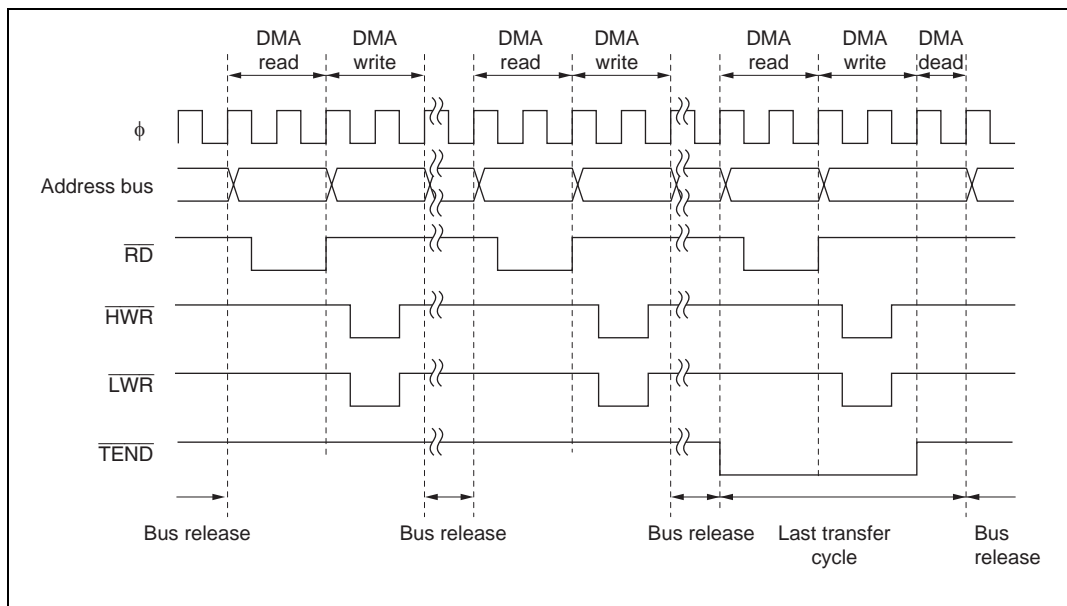 DMA read
DMA write
DMA read
DMA write
DMA read
DMA write
DMA dead
φ
Address bus
RD
HWR
LWR
TEND
Bus release
Bus release
Bus release
Last transfer cycle
Bus release